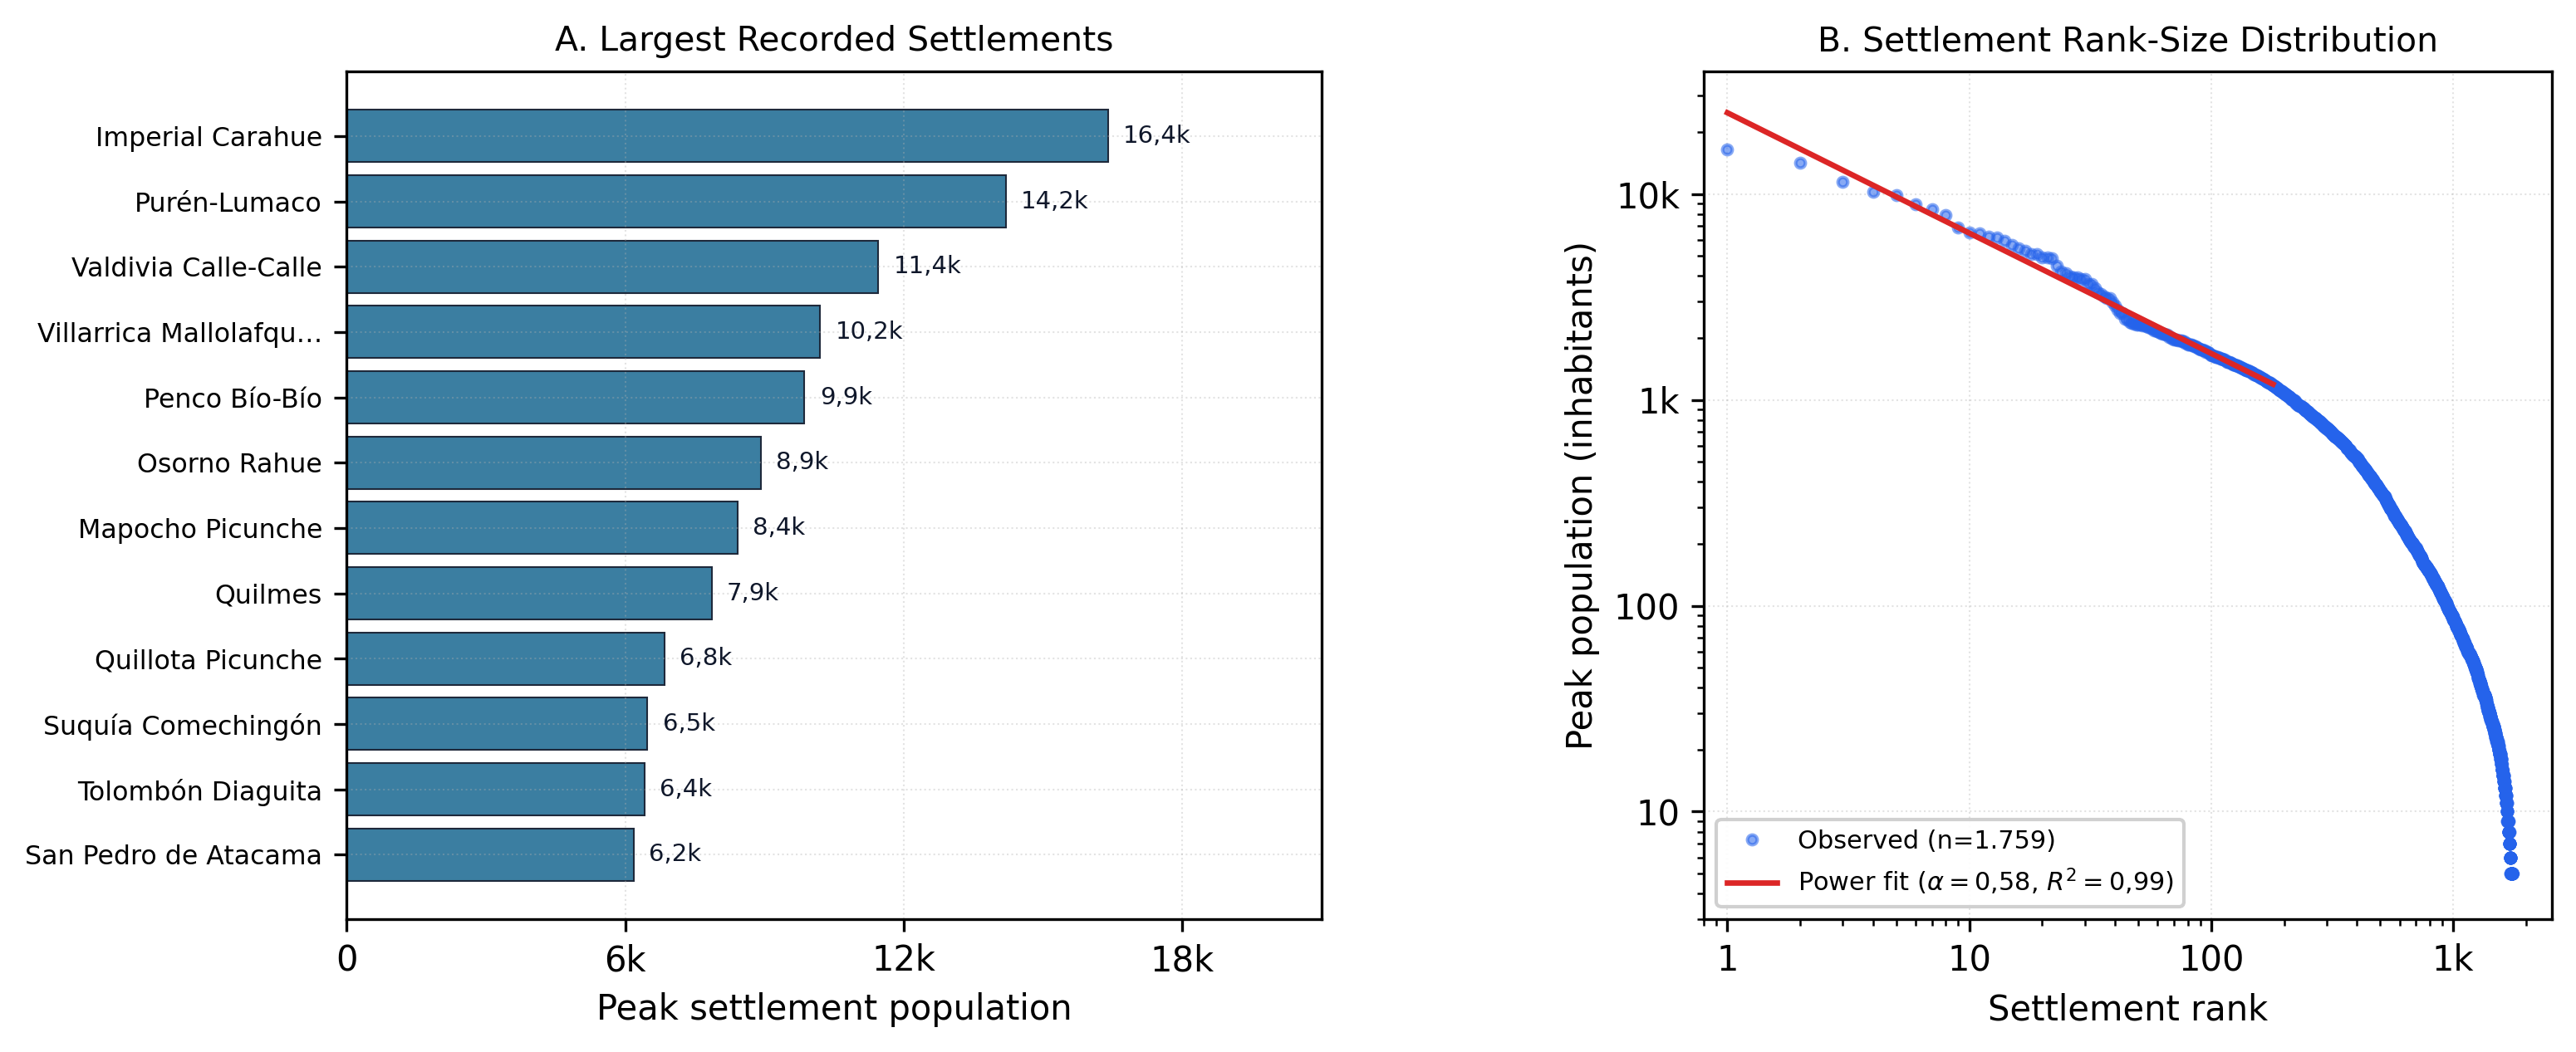 A. Largest Recorded Settlements
Imperial Carahue
16,4k
Purén-Lumaco
14,2k
Valdivia Calle-Calle
11,4k
Villarrica Mallolafqu...
10,2k
Penco Bío-Bío
9,9k
Osorno Rahue
8,9k
Mapocho Picunche
8,4k
Quilmes
7,9k
Quillota Picunche
6,8k
Suquía Comechingón
6,5k
Tolombón Diaguita
6,4k
San Pedro de Atacama
6,2k
0 6k 12k 18k
Peak settlement population
B. Settlement Rank-Size Distribution
Peak population (inhabitants)
10k
1k
100
10
Observed (n=1.759)
Power fit (α = 0,58, R² = 0,99)
1 10 100 1k
Settlement rank